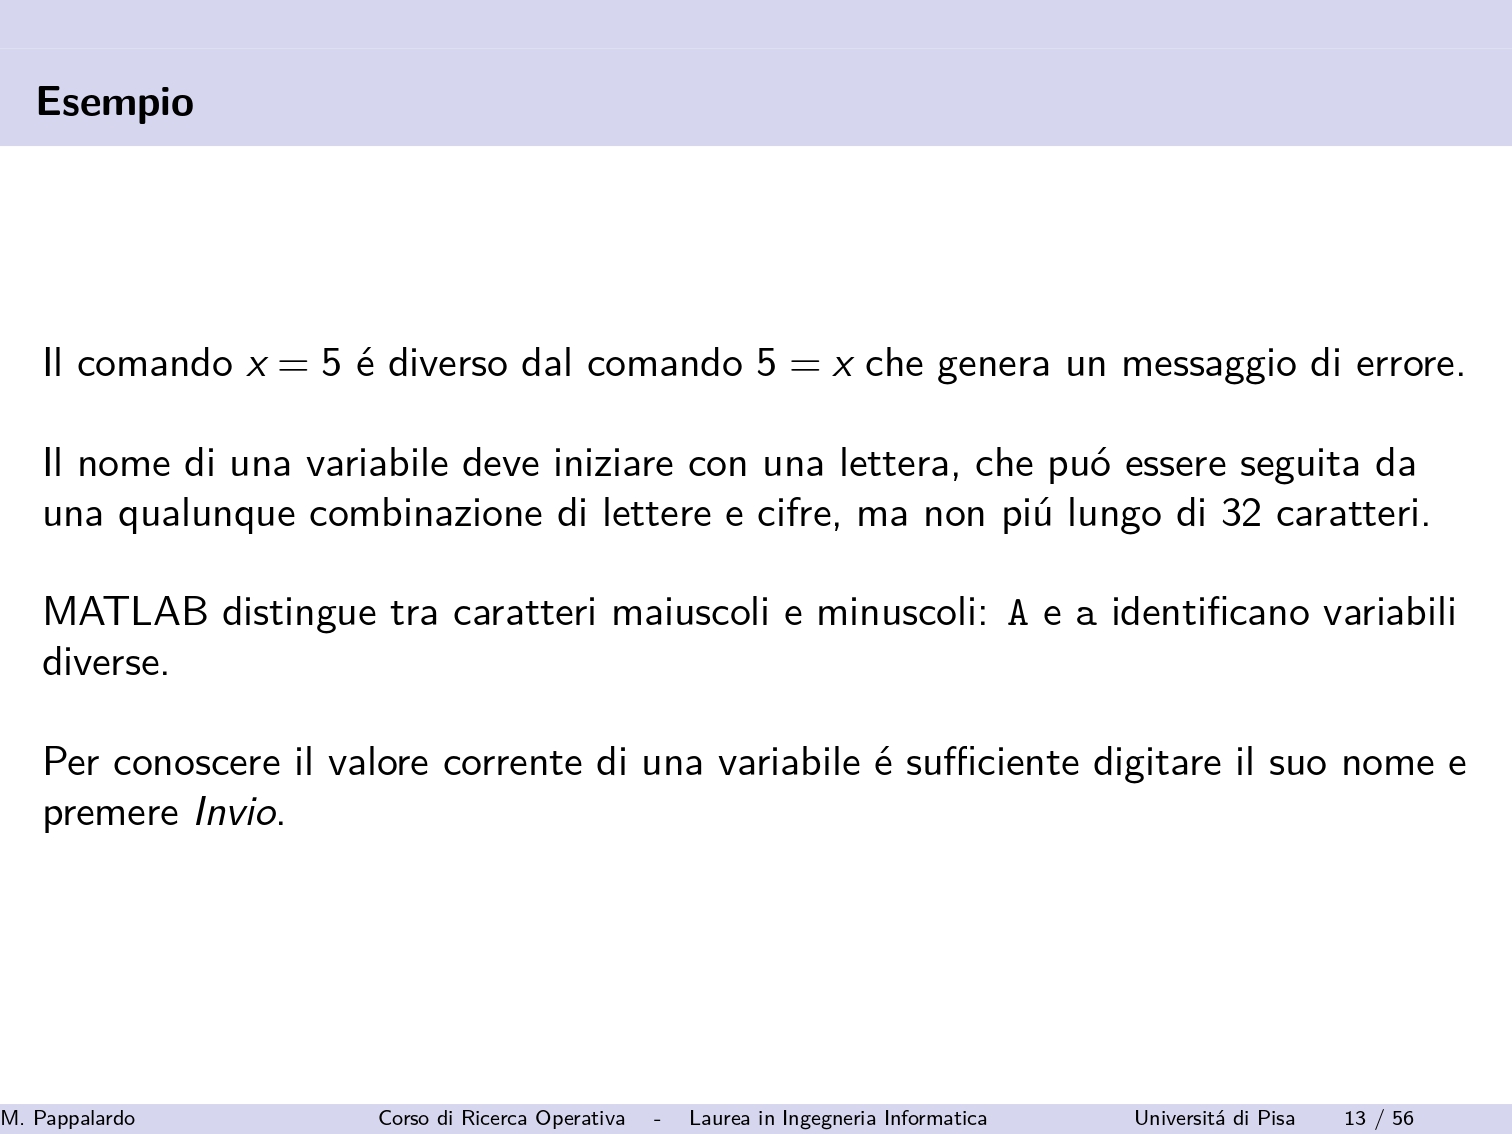 Esempio
Il comando x = 5 é diverso dal comando 5 = x che genera un messaggio di errore.
Il nome di una variabile deve iniziare con una lettera, che puó essere seguita da
una qualunque combinazione di lettere e cifre, ma non piú lungo di 32 caratteri.
MATLAB distingue tra caratteri maiuscoli e minuscoli: A e a identificano variabili
diverse.
Per conoscere il valore corrente di una variabile é sufficiente digitare il suo nome e
premere Invio.
M. Pappalardo Corso di Ricerca Operativa - Laurea in Ingegneria Informatica Universitá di Pisa 13 / 56